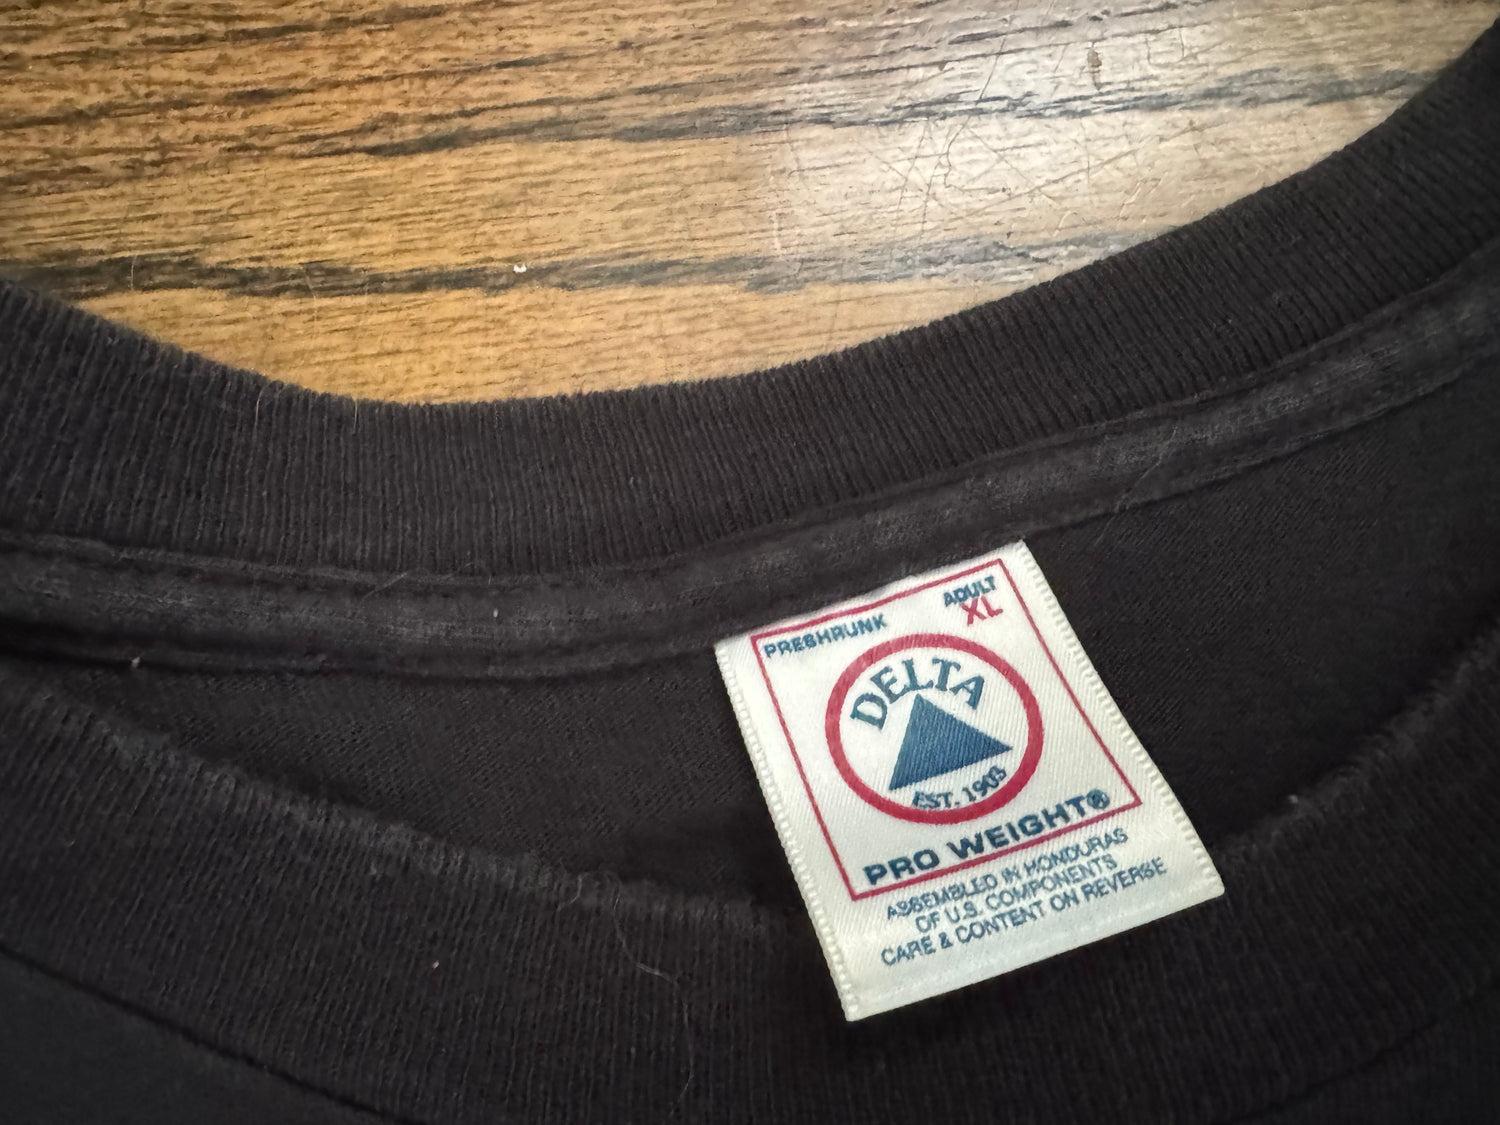 PRESHRUNK
ADULT
XL
DELTA
EST. 1903
PRO WEIGHT®
ASSEMBLED IN HONDURAS
OF U.S. COMPONENTS
CARE & CONTENT ON REVERSE